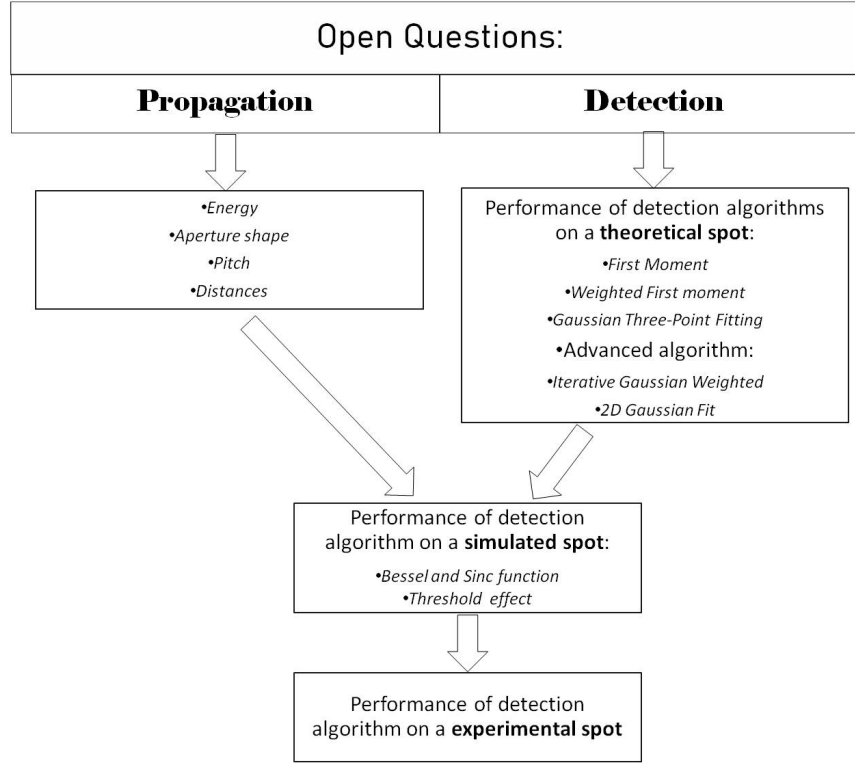 Open Questions:
Propagation
Detection
•Energy
•Aperture shape
•Pitch
•Distances
Performance of detection algorithms
on a theoretical spot:
•First Moment
•Weighted First moment
•Gaussian Three-Point Fitting
•Advanced algorithm:
•Iterative Gaussian Weighted
•2D Gaussian Fit
Performance of detection
algorithm on a simulated spot:
•Bessel and Sinc function
•Threshold effect
Performance of detection
algorithm on a experimental spot